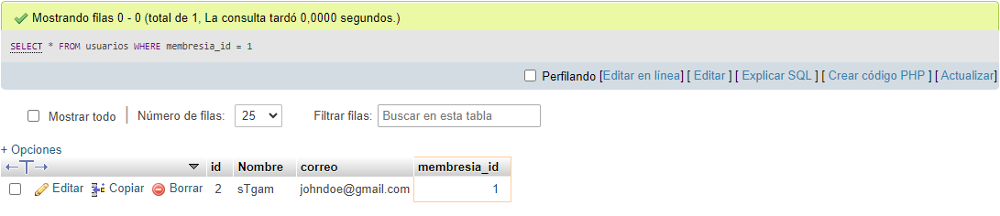 Mostrando filas 0 - 0 (total de 1, La consulta tardó 0,0000 segundos.)
SELECT * FROM usuarios WHERE membresia_id = 1
Perfilando [Editar en línea] [ Editar ] [ Explicar SQL ] [ Crear código PHP ] [ Actualizar]
Mostrar todo | Número de filas: 25 Filtrar filas: Buscar en esta tabla
+ Opciones
←T→ id Nombre correo membresia_id
Editar Copiar Borrar 2 sTgam johndoe@gmail.com 1